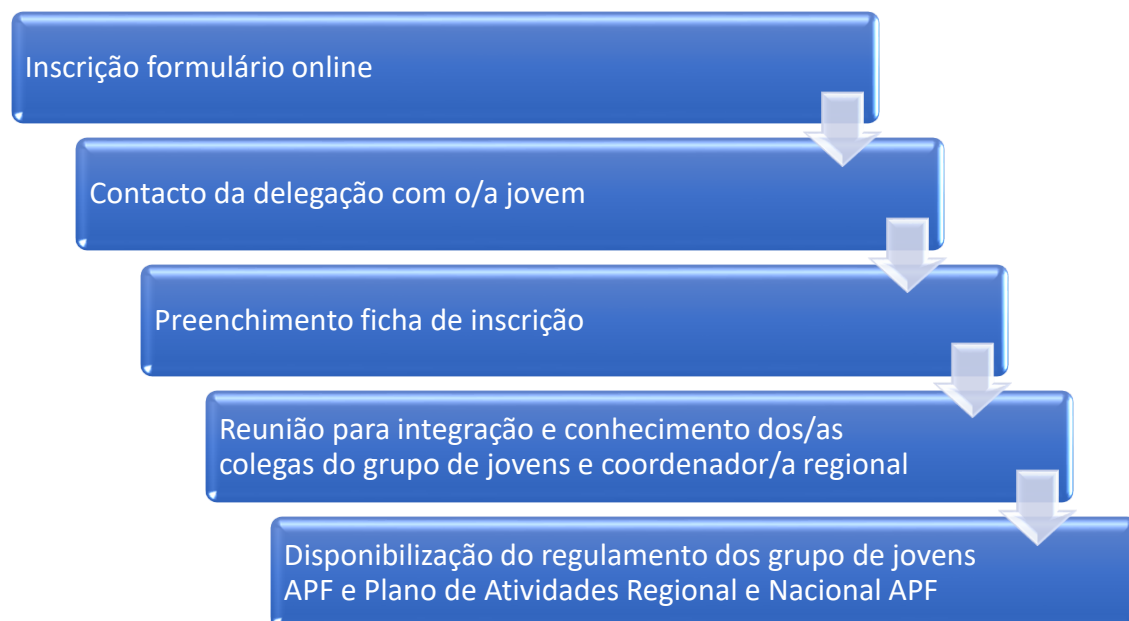 Inscrição formulário online
Contacto da delegação com o/a jovem
Preenchimento ficha de inscrição
Reunião para integração e conhecimento dos/as
colegas do grupo de jovens e coordenador/a regional
Disponibilização do regulamento dos grupo de jovens
APF e Plano de Atividades Regional e Nacional APF